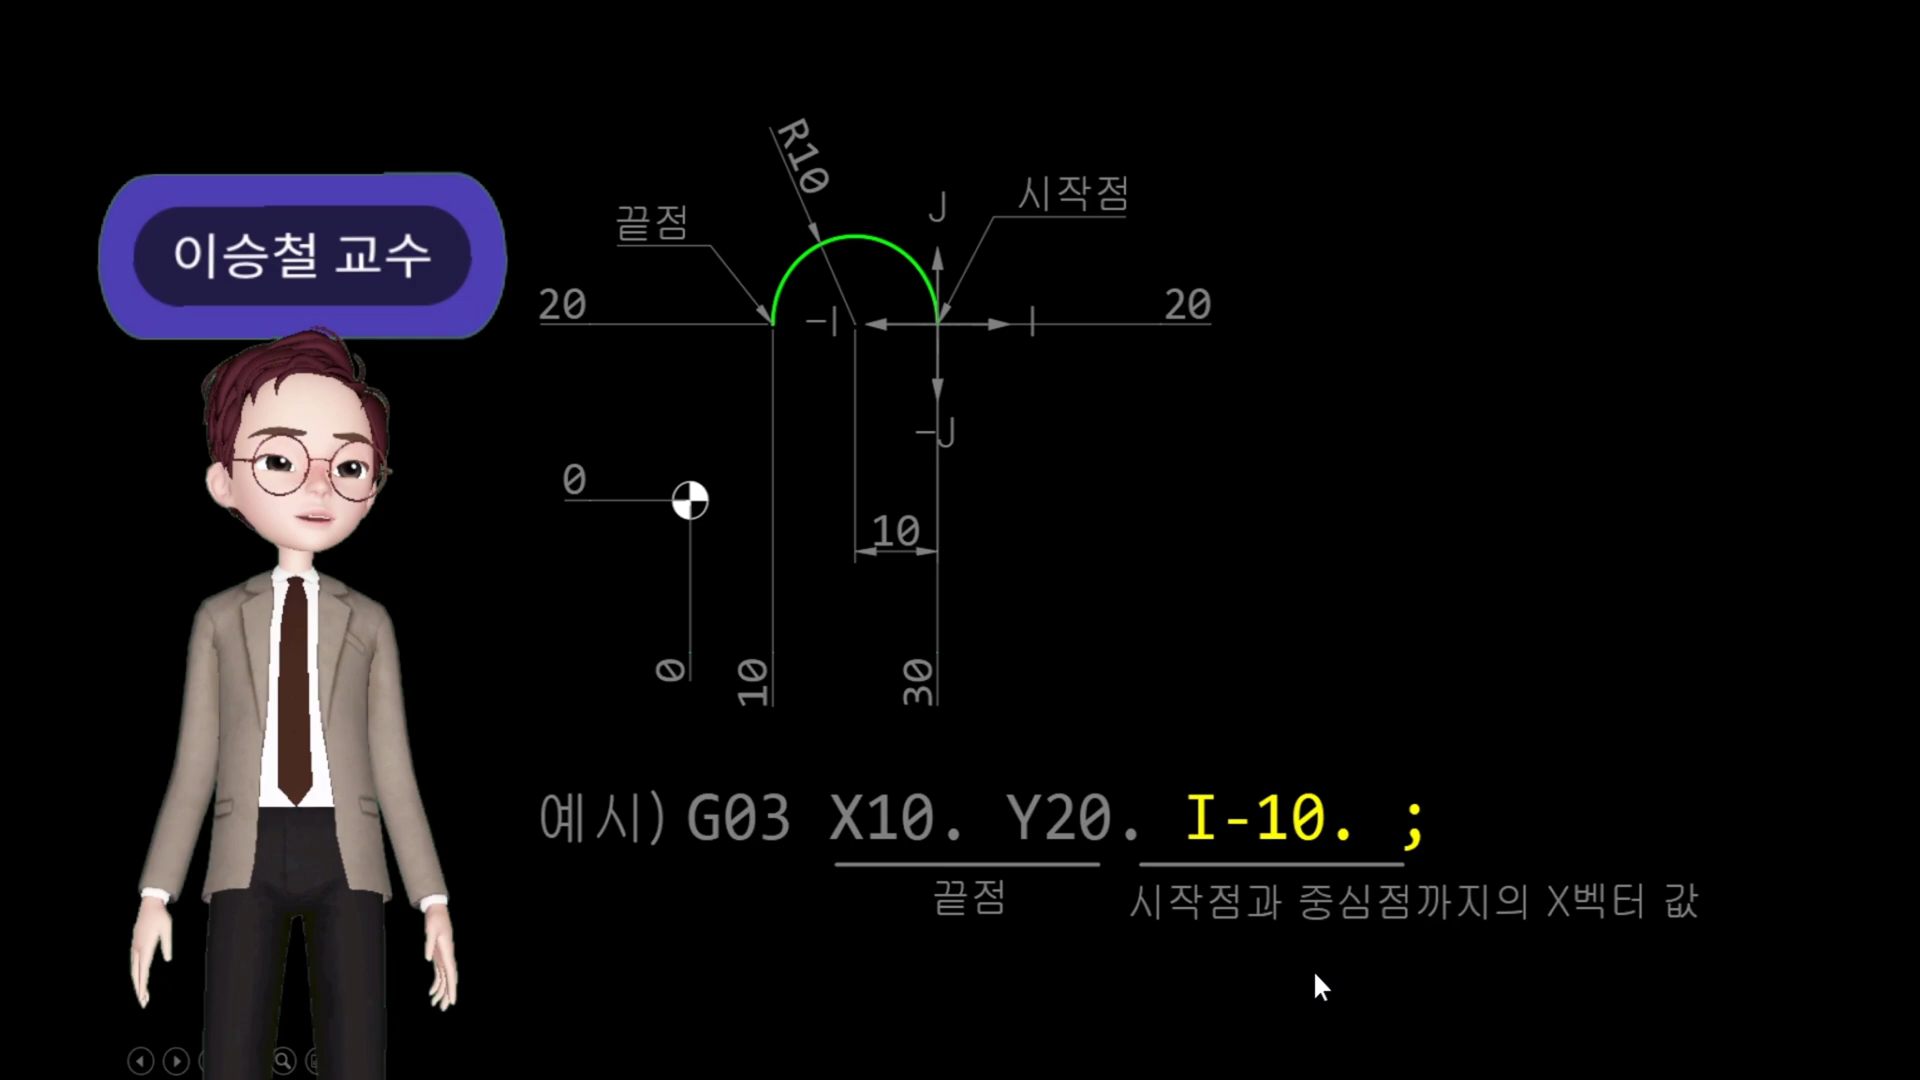 이승철 교수
R10
J
시작점
끝점
20
-I
I
20
-J
0
10
0
10
30
예시) G03 X10. Y20. I-10. ;
끝점
시작점과 중심점까지의 X벡터 값